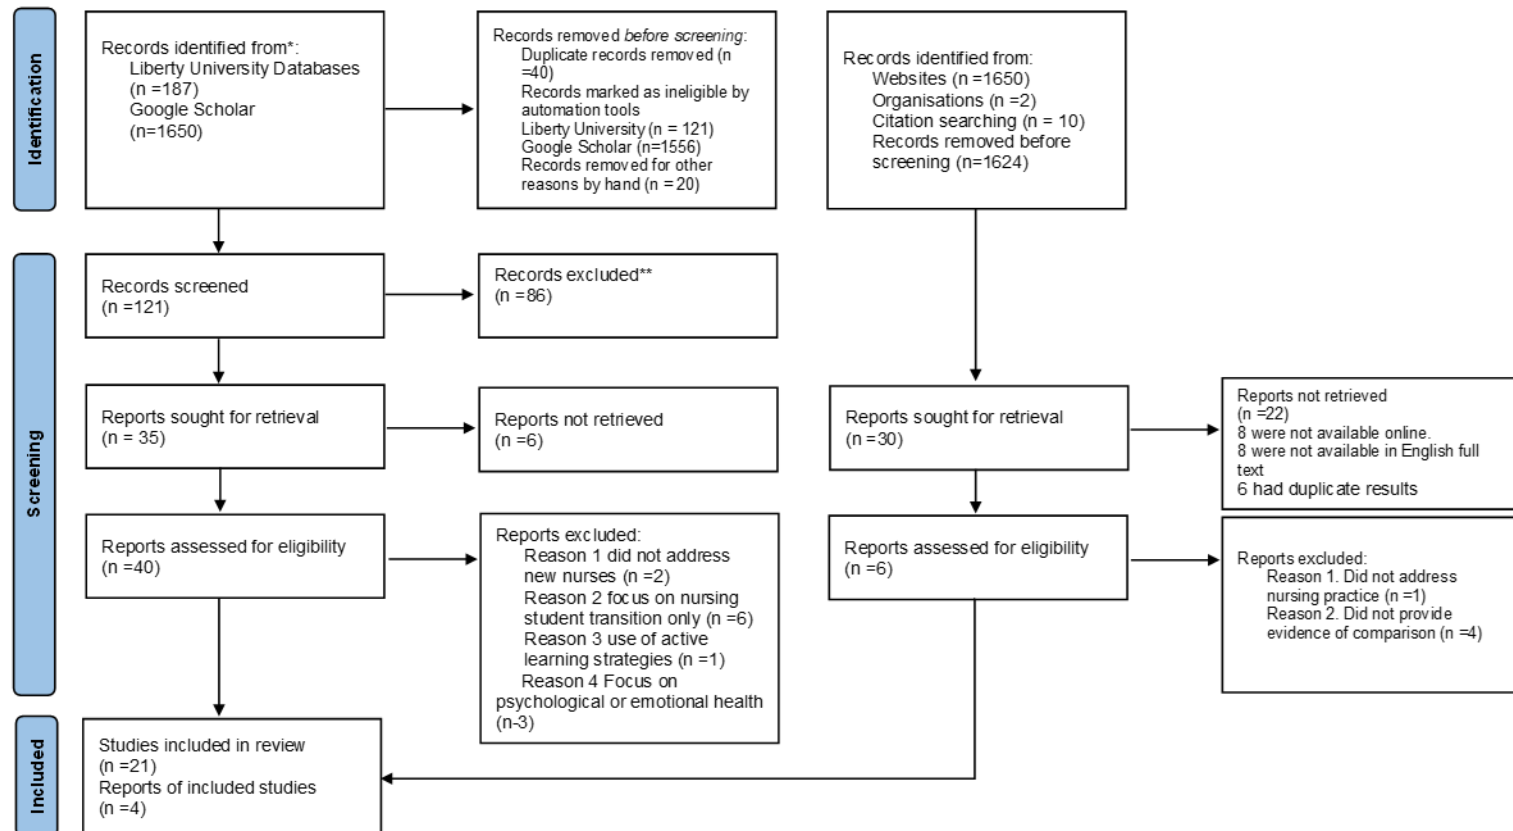 Identification
Records identified from*:
Liberty University Databases
(n =187)
Google Scholar
(n=1650)
Records removed before screening:
Duplicate records removed (n
=40)
Records marked as ineligible by
automation tools
Liberty University (n = 121)
Google Scholar (n=1556)
Records removed for other
reasons by hand (n = 20)
Records identified from:
Websites (n =1650)
Organisations (n =2)
Citation searching (n = 10)
Records removed before
screening (n=1624)
Screening
Records screened
(n =121)
Records excluded**
(n =86)
Reports sought for retrieval
(n = 35)
Reports not retrieved
(n =6)
Reports sought for retrieval
(n =30)
Reports not retrieved
(n =22)
8 were not available online.
8 were not available in English full
text
6 had duplicate results
Reports assessed for eligibility
(n =40)
Reports excluded:
Reason 1 did not address
new nurses (n =2)
Reason 2 focus on nursing
student transition only (n =6)
Reason 3 use of active
learning strategies (n =1)
Reason 4 Focus on
psychological or emotional health
(n-3)
Reports assessed for eligibility
(n =6)
Reports excluded:
Reason 1. Did not address
nursing practice (n =1)
Reason 2. Did not provide
evidence of comparison (n =4)
Included
Studies included in review
(n =21)
Reports of included studies
(n =4)